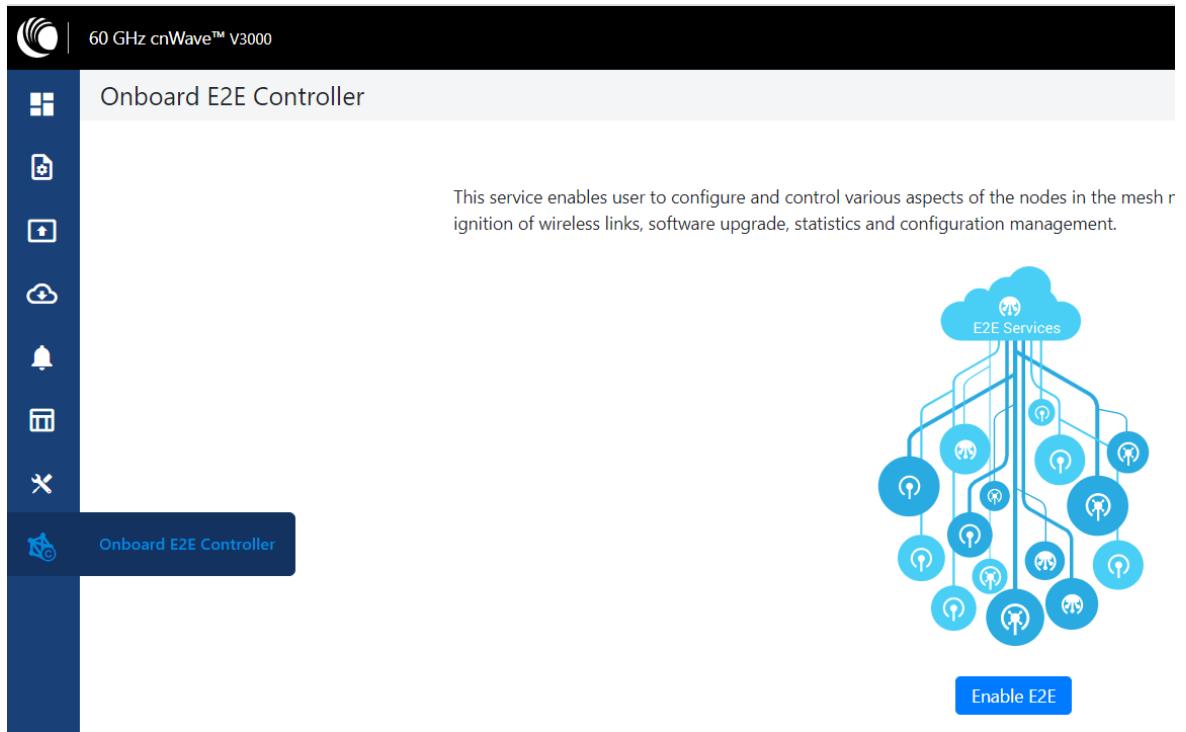 60 GHz cnWave™ V3000
Onboard E2E Controller
This service enables user to configure and control various aspects of the nodes in the mesh
ignition of wireless links, software upgrade, statistics and configuration management.
E2E Services
Onboard E2E Controller
Enable E2E